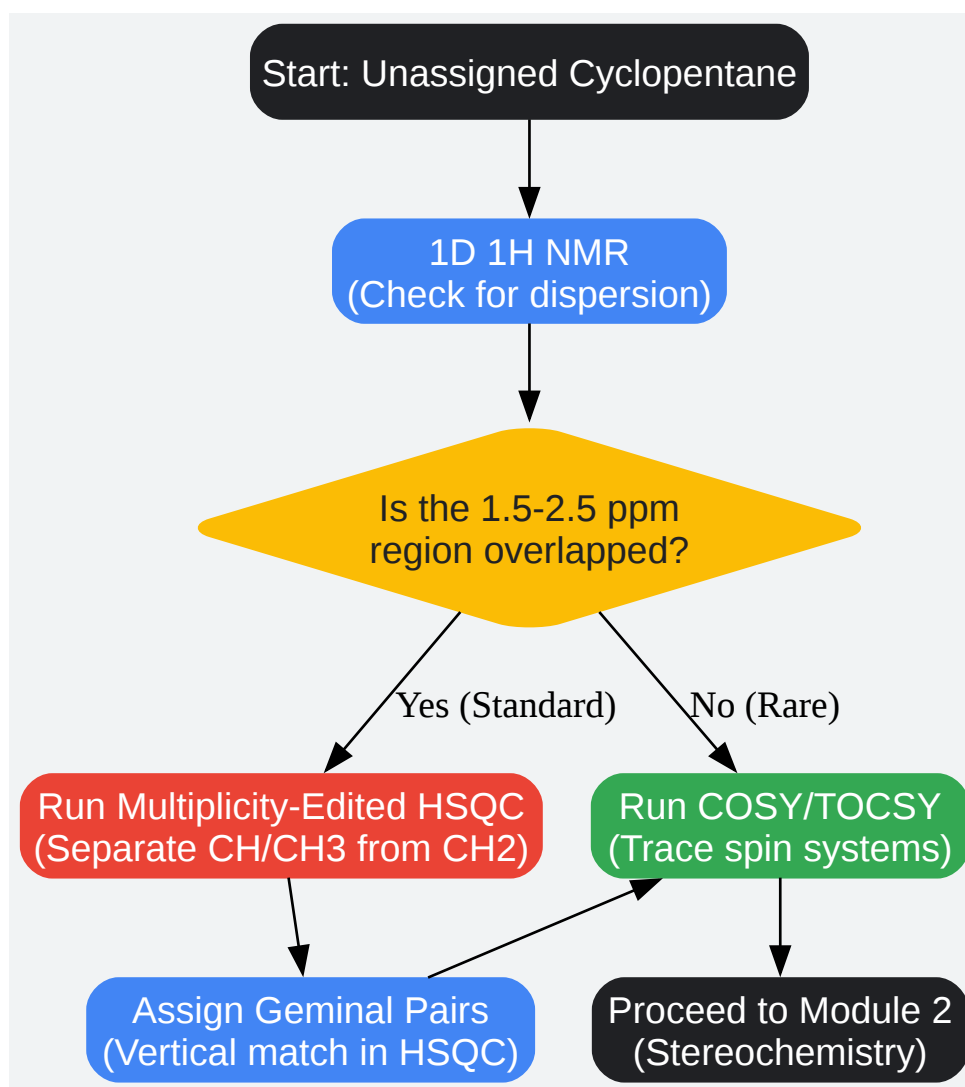 Start: Unassigned Cyclopentane
1D 1H NMR
(Check for dispersion)
Is the 1.5-2.5 ppm
region overlapped?
Yes (Standard)
No (Rare)
Run Multiplicity-Edited HSQC
(Separate CH/CH3 from CH2)
Run COSY/TOCSY
(Trace spin systems)
Assign Geminal Pairs
(Vertical match in HSQC)
Proceed to Module 2
(Stereochemistry)